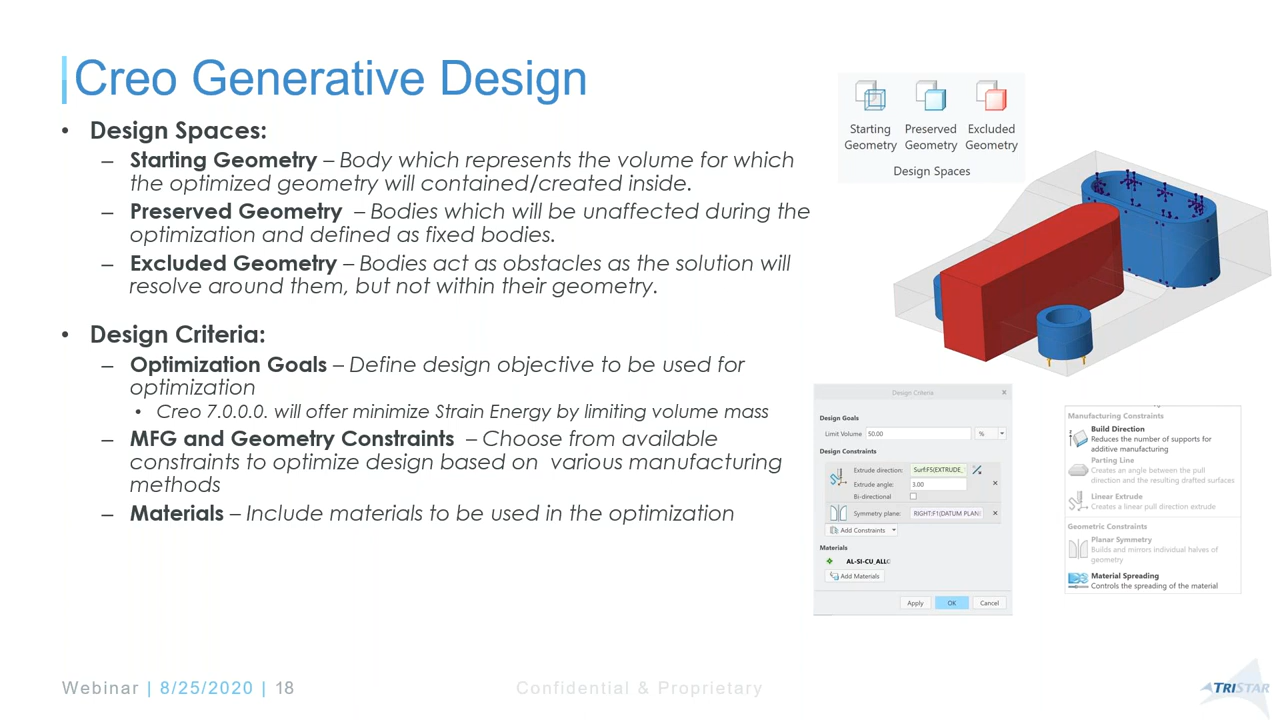 Creo Generative Design
• Design Spaces:
– Starting Geometry – Body which represents the volume for which
the optimized geometry will contained/created inside.
– Preserved Geometry – Bodies which will be unaffected during the
optimization and defined as fixed bodies.
– Excluded Geometry – Bodies act as obstacles as the solution will
resolve around them, but not within their geometry.
• Design Criteria:
– Optimization Goals – Define design objective to be used for
optimization
• Creo 7.0.0.0. will offer minimize Strain Energy by limiting volume mass
– MFG and Geometry Constraints – Choose from available
constraints to optimize design based on various manufacturing
methods
– Materials – Include materials to be used in the optimization
Starting Preserved Excluded
Geometry Geometry Geometry
Design Spaces
Design Criteria ×
Design Goals
Limit Volume 50.00 %
Design Constraints
Extrude direction: Surf:F5(EXTRUDE_
Extrude angle: 3.00
Bi-directional
Symmetry plane: RIGHT:F1(DATUM PLAN
Add Constraints
Materials
AL-SI-CU_ALLO
Add Materials
Apply OK Cancel
Manufacturing Constraints
Build Direction
Reduces the number of supports for
additive manufacturing
Parting Line
Creates an angle between the pull
direction and the resulting drafted surfaces
Linear Extrude
Creates a linear pull direction extrude
Geometric Constraints
Planar Symmetry
Builds and mirrors individual halves of
geometry
Material Spreading
Controls the spreading of the material
Webinar | 8/25/2020 | 18
Confidential & Proprietary
TRISTAR